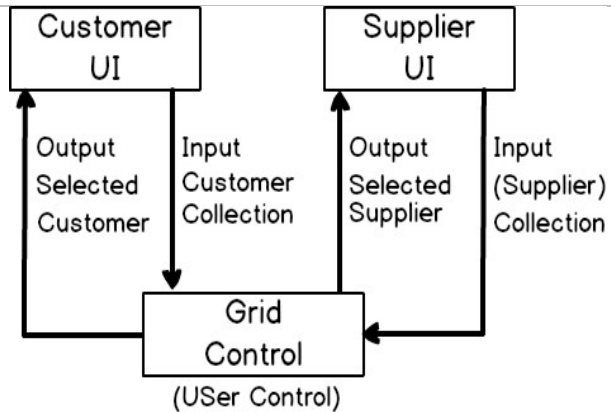 Customer
UI
Supplier
UI
Output
Selected
Customer
Input
Customer
Collection
Output
Selected
Supplier
Input
(Supplier)
Collection
Grid
Control
(USer Control)